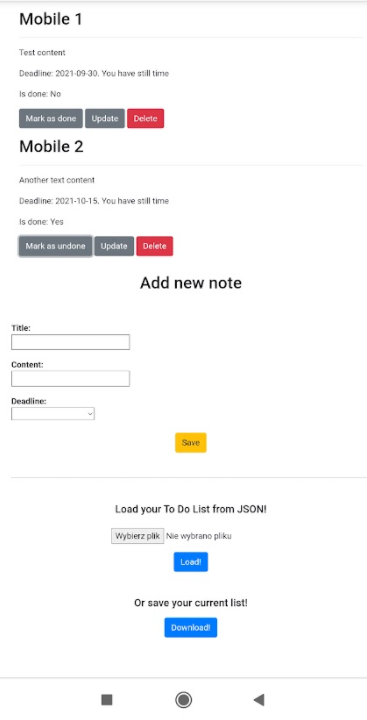 Mobile 1
Test content
Deadline: 2021-09-30. You have still time
Is done: No
Mark as done Update Delete
Mobile 2
Another text content
Deadline: 2021-10-15. You have still time
Is done: Yes
Mark as undone Update Delete
Add new note
Title:
Content:
Deadline:
Save
Load your To Do List from JSON!
Wybierz plik Nie wybrano pliku
Load!
Or save your current list!
Download!